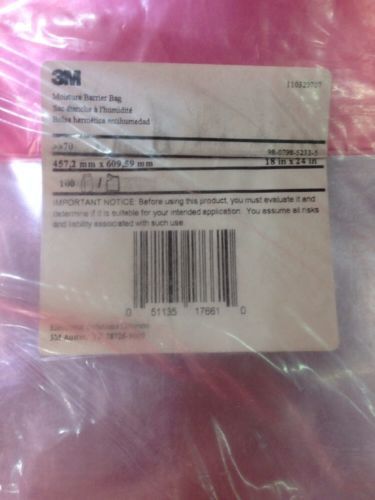 3M
110329707
Moisture Barrier Bag
Sac étanche à l'humidité
Bolsa hermética antihumedad
98-0798-5233-5
457,2 mm x 609,59 mm 18 in x 24 in
100 /
IMPORTANT NOTICE: Before using this product, you must evaluate it and
determine if it is suitable for your intended application. You assume all risks
and liability associated with such use.
0 51135 17661 0
3M Austin,